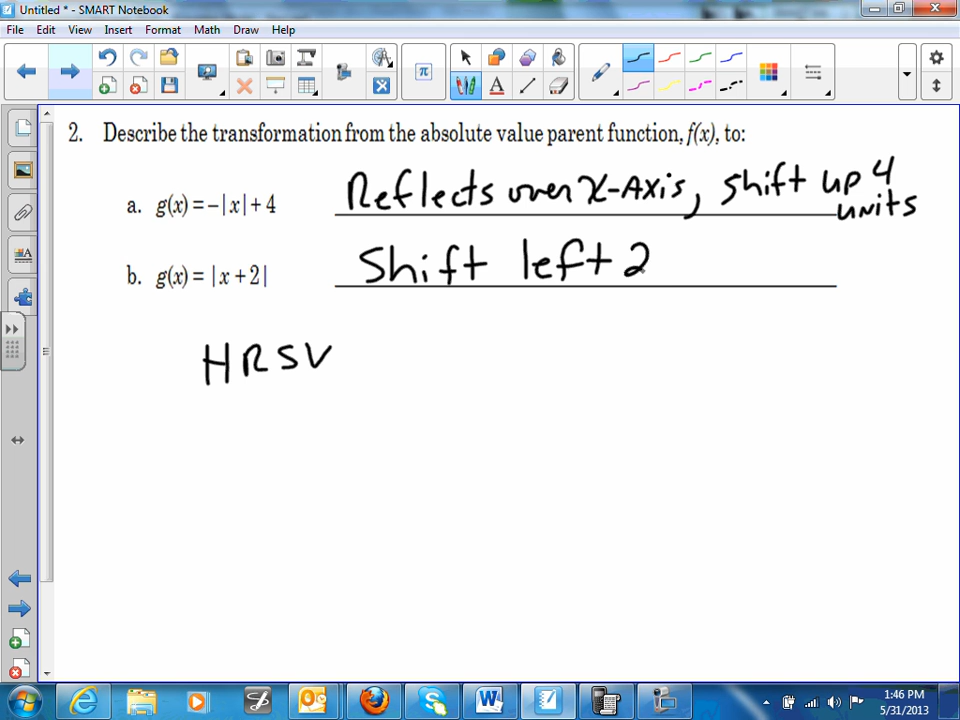 Untitled * - SMART Notebook
File Edit View Insert Format Math Draw Help
2. Describe the transformation from the absolute value parent function, f(x), to:
a. g(x) = –| x | + 4 Reflects over X-Axis, Shift up 4 units
b. g(x) = | x + 2 | Shift left 2
HRSV
1:46 PM
5/31/2013